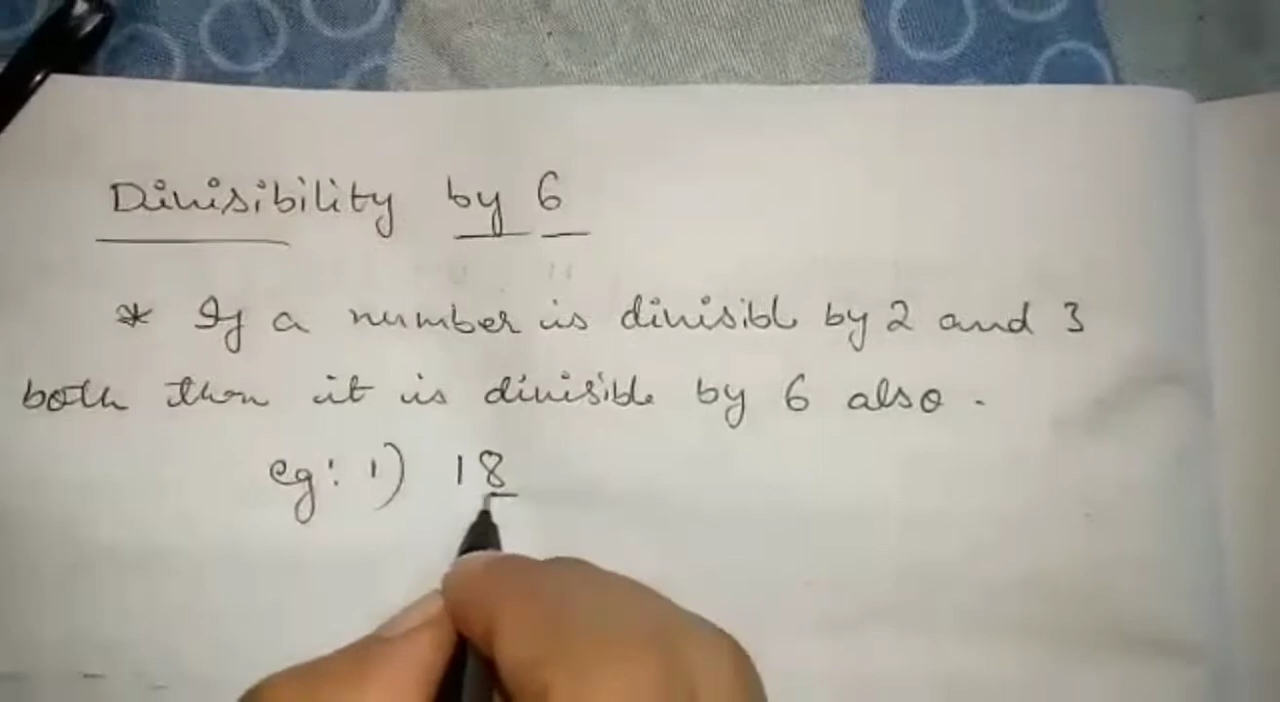 Divisibility by 6
* If a number is divisibl by 2 and 3
both then it is divisible by 6 also .
eg: 1) 18